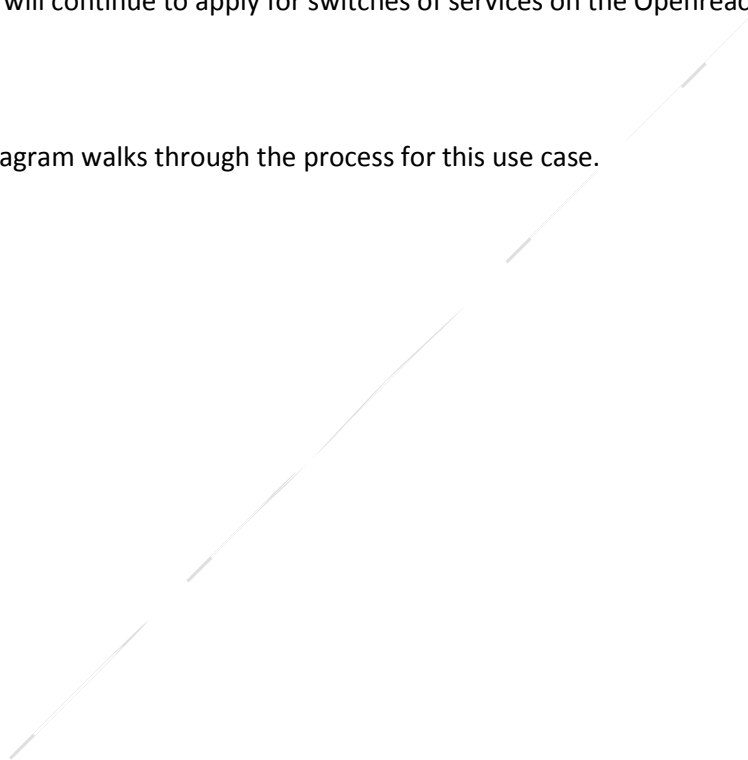 will continue to apply for switches of services on the
agram walks through the process for this use case.